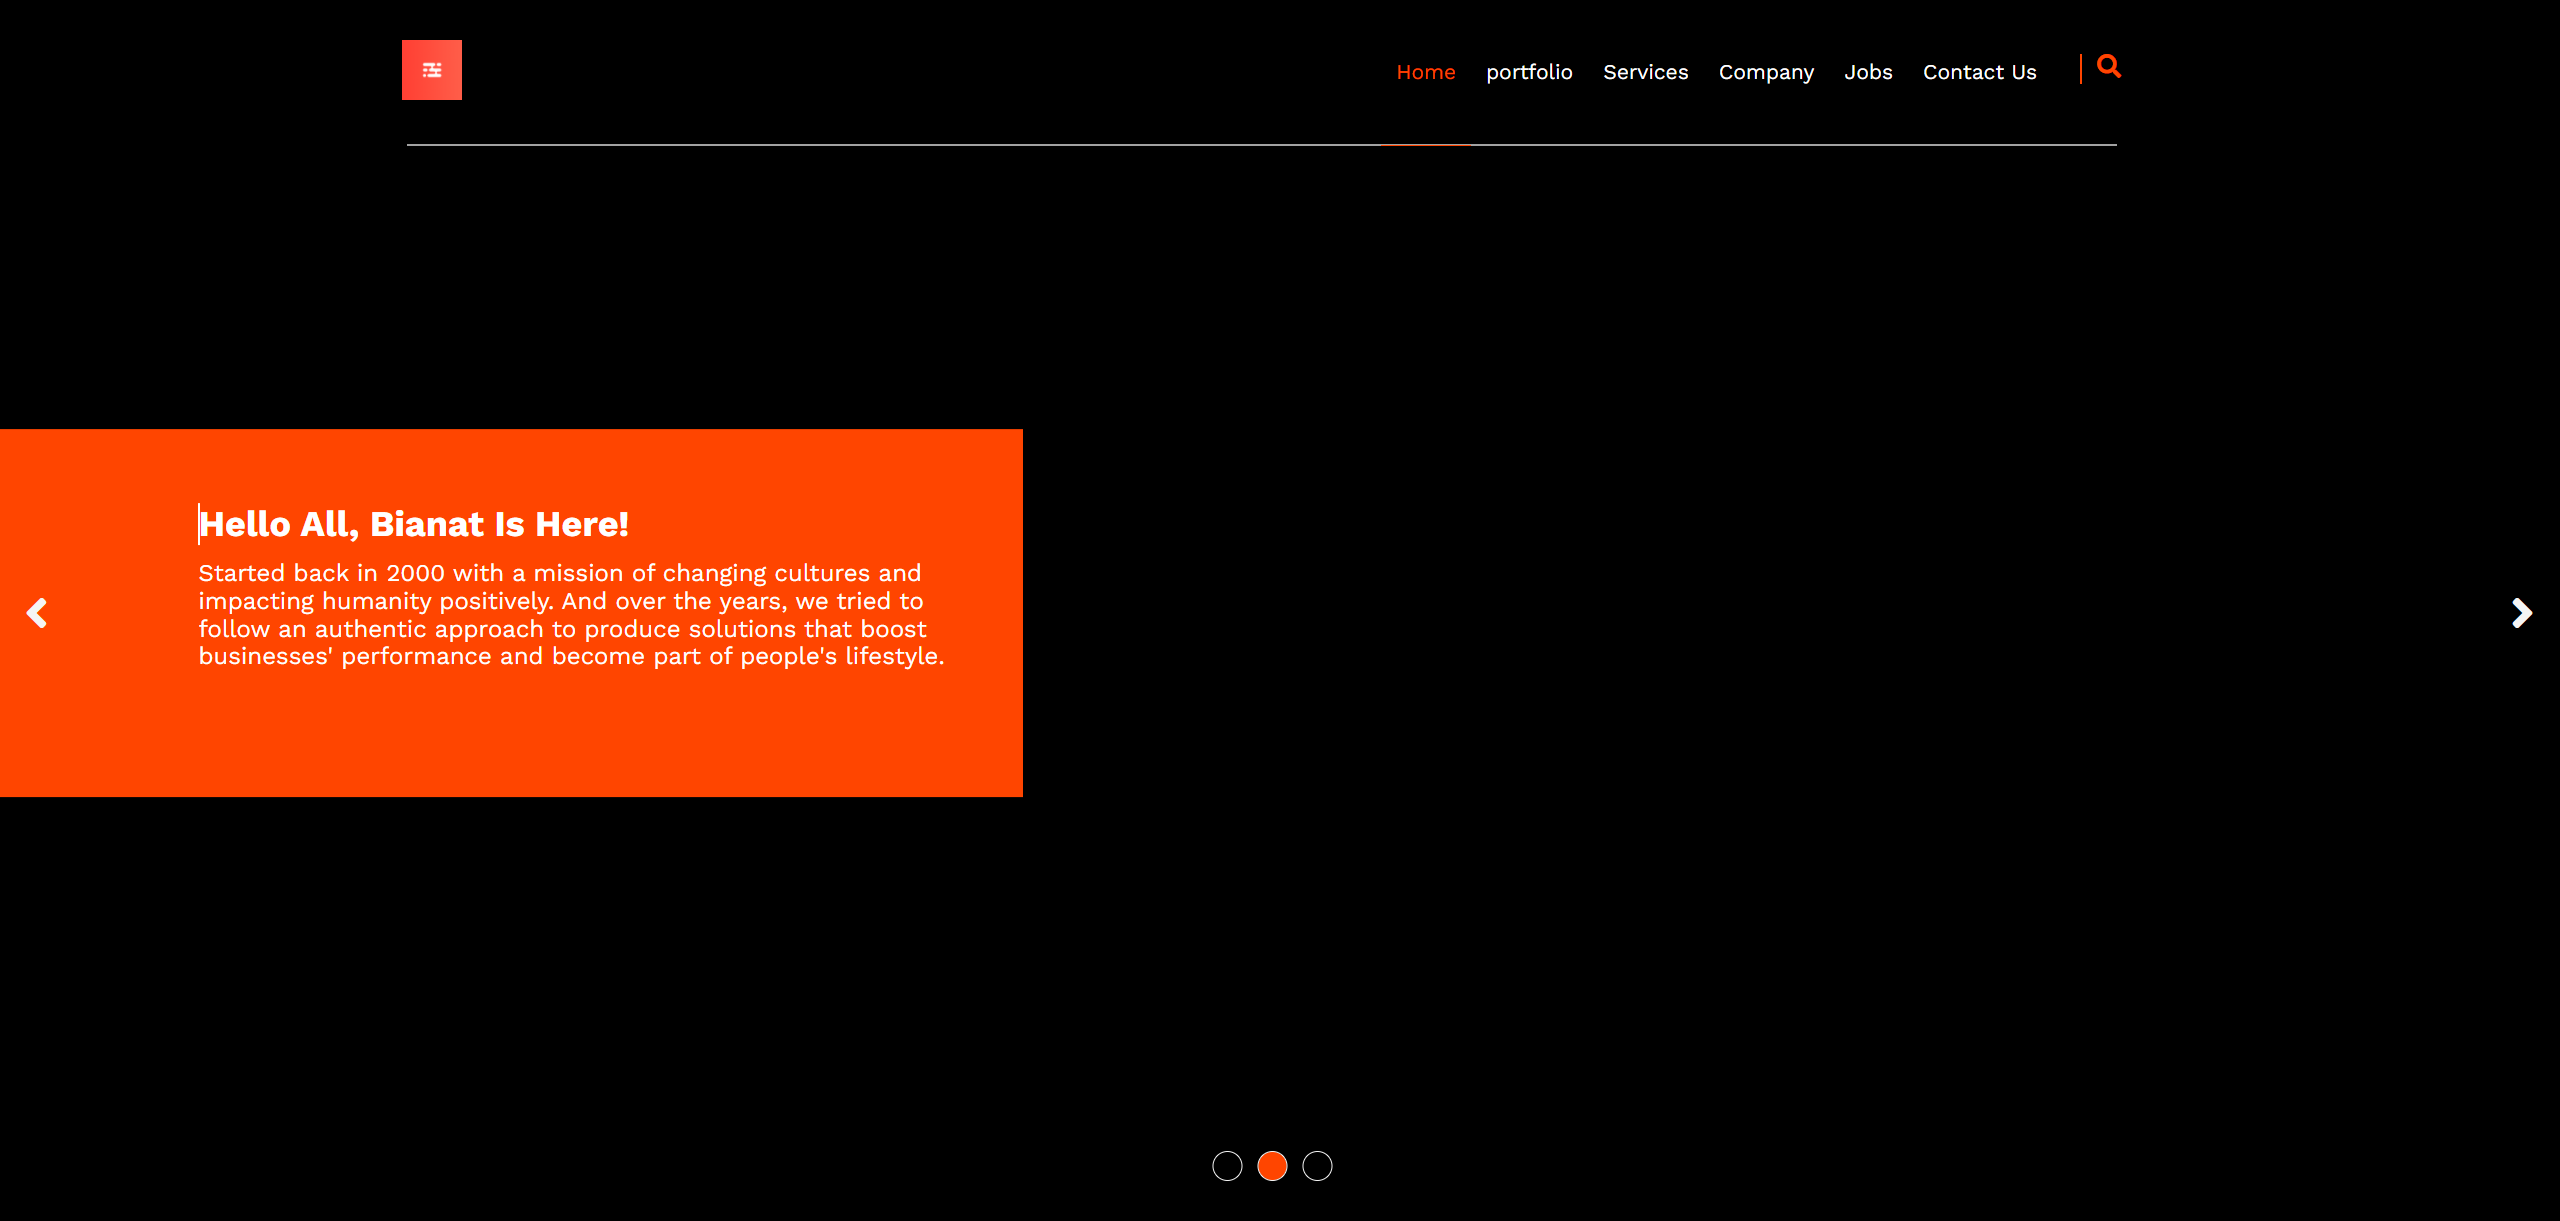 Home portfolio Services Company Jobs Contact Us
Hello All, Bianat Is Here!
Started back in 2000 with a mission of changing cultures and
impacting humanity positively. And over the years, we tried to
follow an authentic approach to produce solutions that boost
businesses' performance and become part of people's lifestyle.